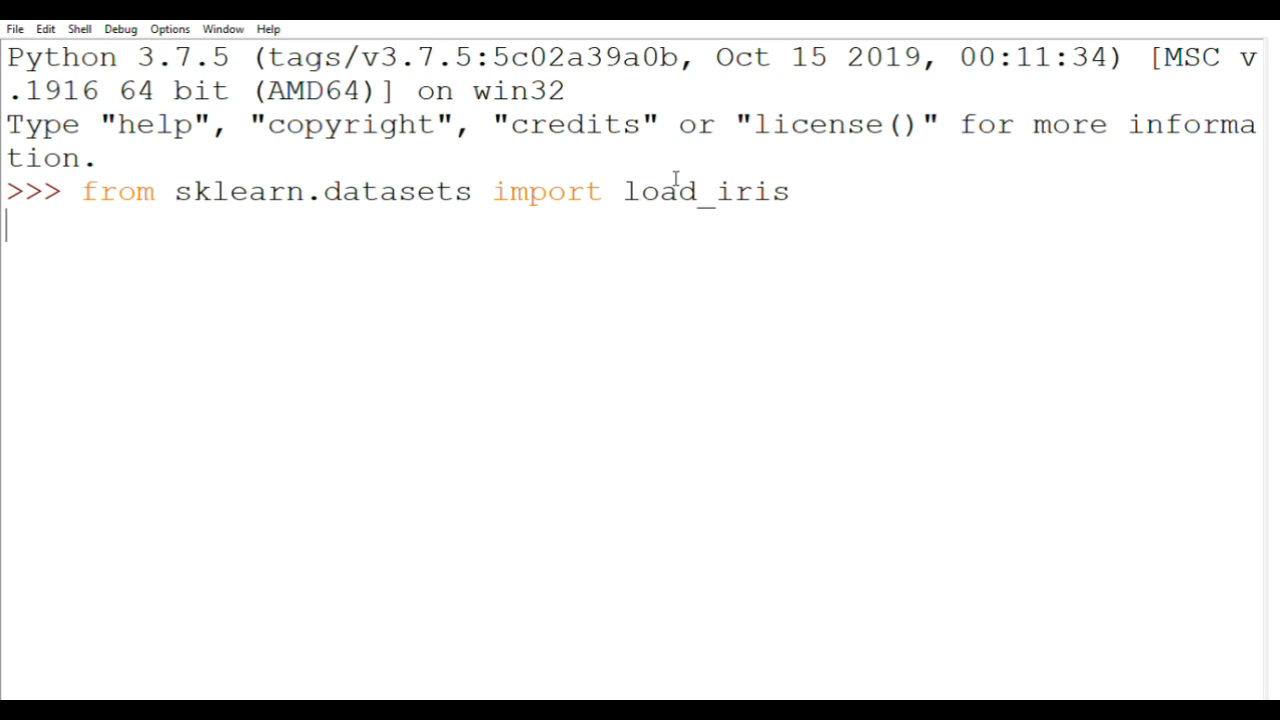 File Edit Shell Debug Options Window Help
Python 3.7.5 (tags/v3.7.5:5c02a39a0b, Oct 15 2019, 00:11:34) [MSC v
.1916 64 bit (AMD64)] on win32
Type "help", "copyright", "credits" or "license()" for more informa
tion.
>>> from sklearn.datasets import load_iris